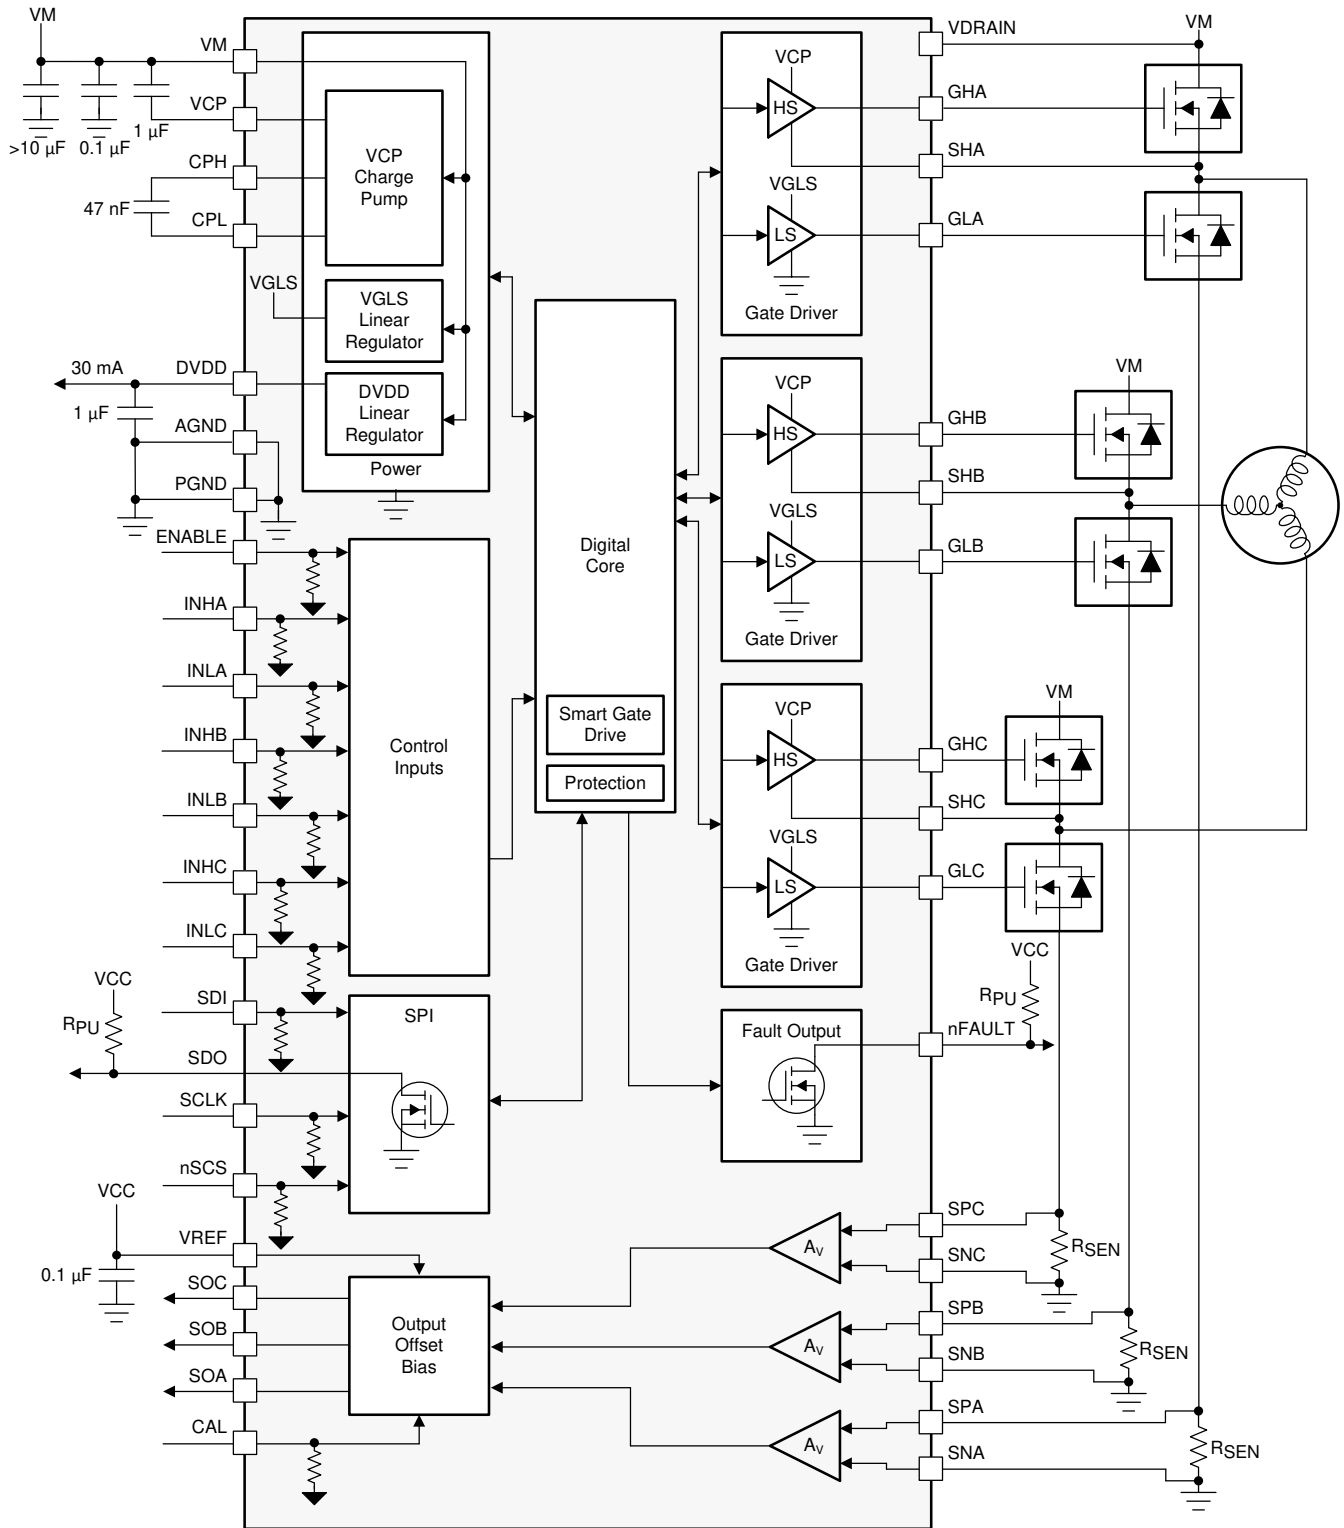 VM
VM
VCP
>10 µF
0.1 µF
1 µF
CPH
47 nF
CPL
VCP
Charge
Pump
VGLS
VGLS
Linear
Regulator
30 mA
DVDD
1 µF
DVDD
Linear
Regulator
AGND
Power
PGND
ENABLE
INHA
INLA
INHB
INLB
INHC
INLC
Control
Inputs
VCC
RPU
SDI
SDO
SCLK
nSCS
SPI
VCC
VREF
0.1 µF
SOC
SOB
SOA
CAL
Output
Offset
Bias
Digital
Core
Smart Gate
Drive
Protection
VCP
HS
VGLS
LS
Gate Driver
VCP
HS
VGLS
LS
Gate Driver
VCP
HS
VGLS
LS
Gate Driver
Fault Output
AV
AV
AV
VDRAIN
VM
GHA
SHA
GLA
VM
GHB
SHB
GLB
VM
GHC
SHC
GLC
VCC
RPU
nFAULT
SPC
RSEN
SNC
SPB
RSEN
SNB
SPA
RSEN
SNA